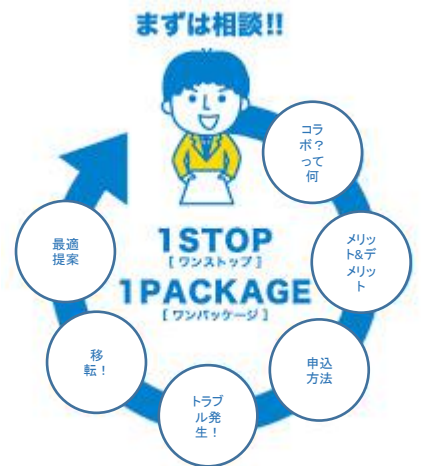 まずは相談!!
コラ
ボ？
って
何
メリッ
ト&デ
メリッ
ト
申込
方法
トラブ
ル発
生！
移
転！
最適
提案
1STOP
[ワンストップ]
1PACKAGE
[ワンパッケージ]